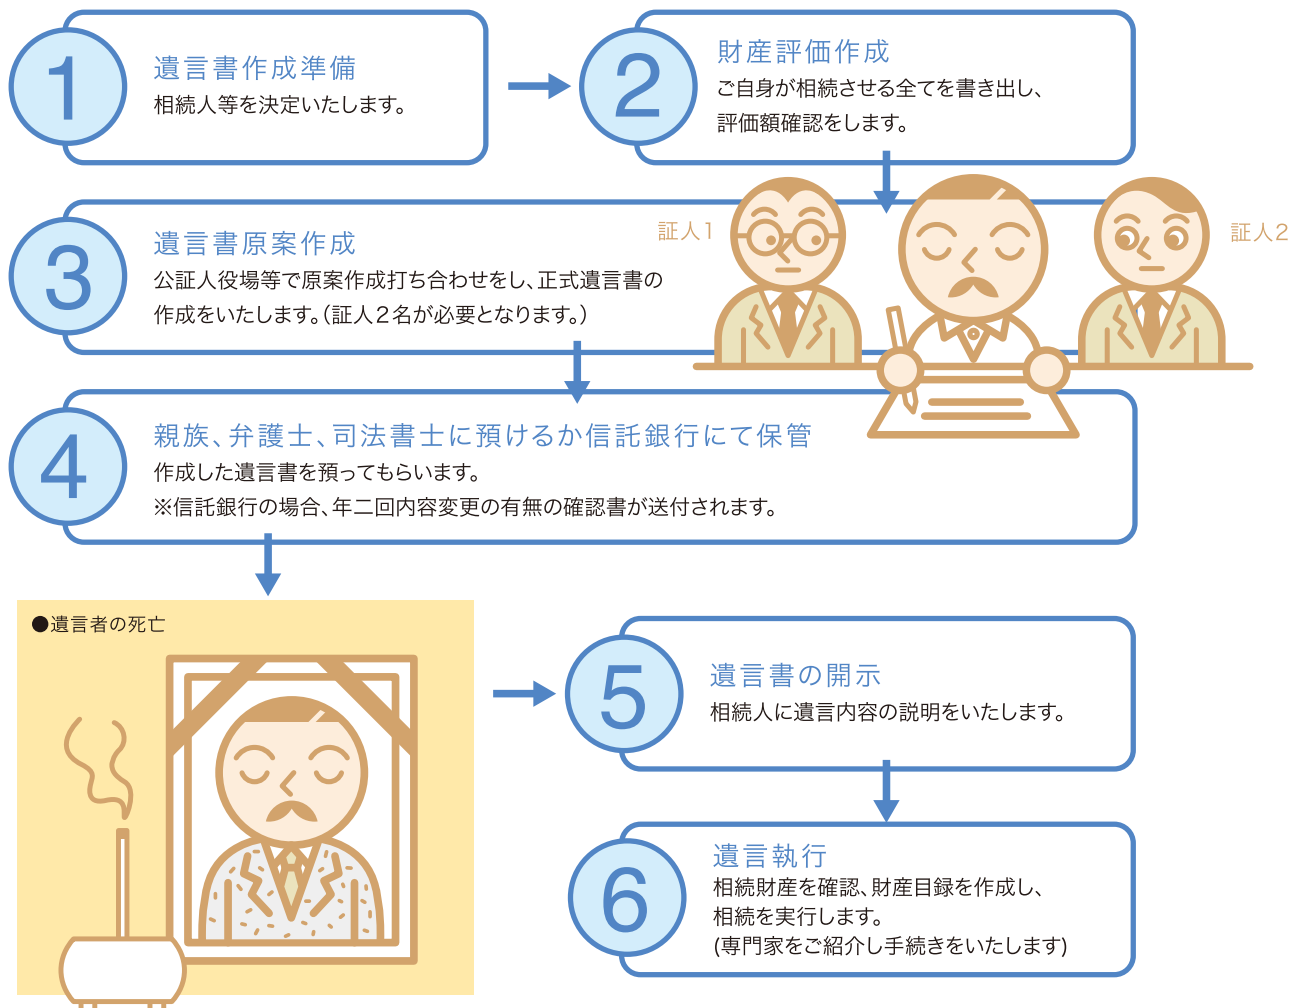 1
遺言書作成準備
相続人等を決定いたします。
2
財産評価作成
ご自身が相続させる全てを書き出し、
評価額確認をします。
3
遺言書原案作成
公証人役場等で原案作成打ち合わせをし、正式遺言書の
作成をいたします。（証人２名が必要となります。）
証人1
証人2
4
親族、弁護士、司法書士に預けるか信託銀行にて保管
作成した遺言書を預ってもらいます。
※信託銀行の場合、年二回内容変更の有無の確認書が送付されます。
●遺言者の死亡
5
遺言書の開示
相続人に遺言内容の説明をいたします。
6
遺言執行
相続財産を確認、財産目録を作成し、
相続を実行します。
(専門家をご紹介し手続きをいたします)